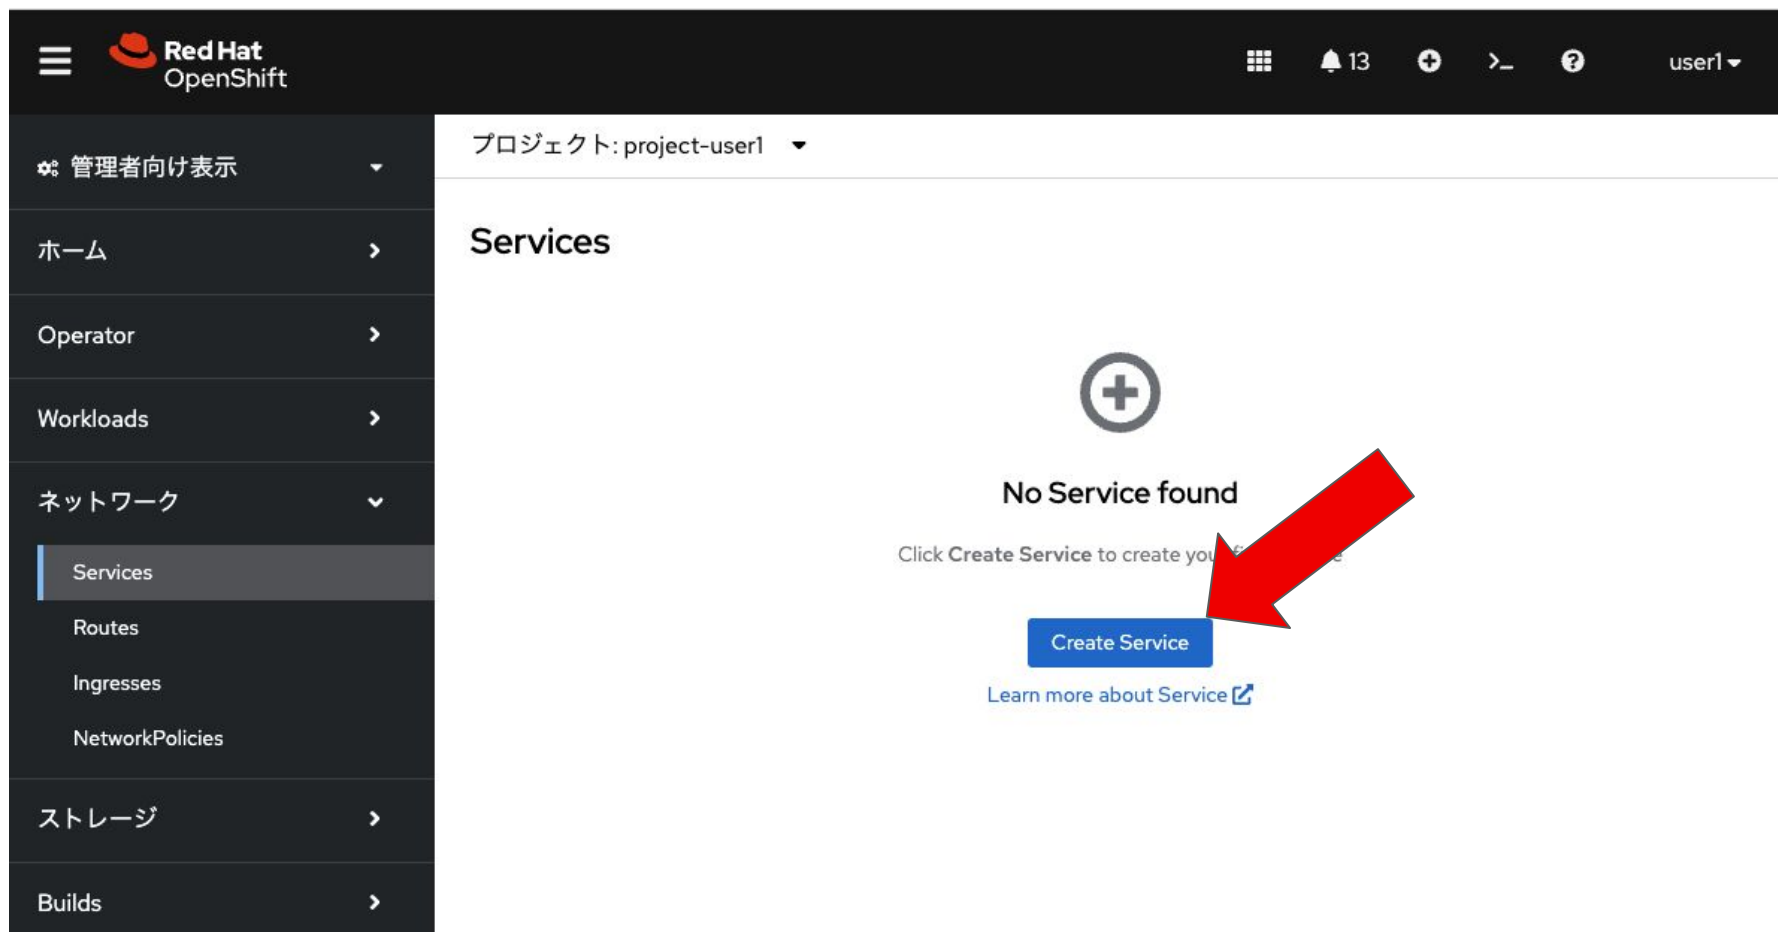 Red Hat
OpenShift
13
user1
管理者向け表示
ホーム
Operator
Workloads
ネットワーク
Services
Routes
Ingresses
NetworkPolicies
ストレージ
Builds
プロジェクト: project-user1
Services
No Service found
Click Create Service to create
Create Service
Learn more about Service